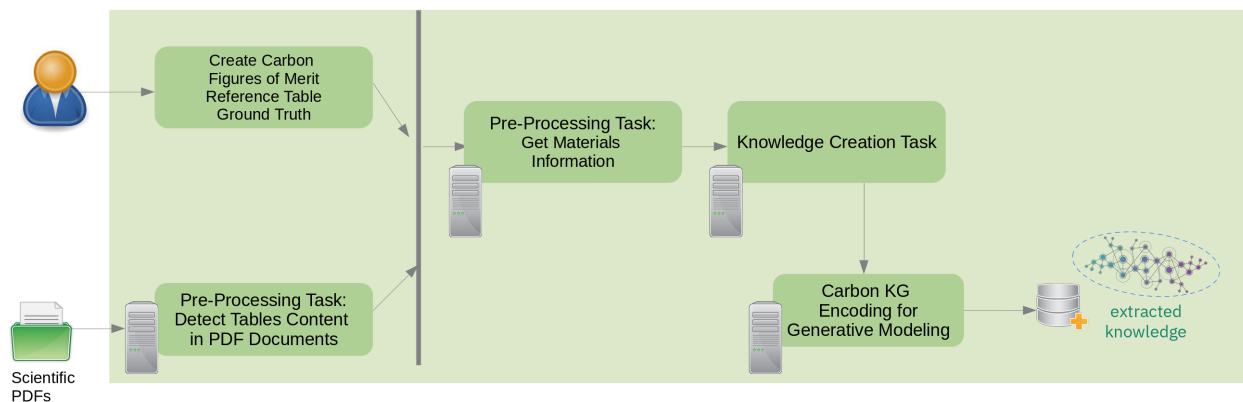 Create Carbon
Figures of Merit
Reference Table
Ground Truth
Pre-Processing Task:
Get Materials
Information
Knowledge Creation Task
Pre-Processing Task:
Detect Tables Content
in PDF Documents
Carbon KG
Encoding for
Generative Modeling
extracted
knowledge
Scientific
PDFs